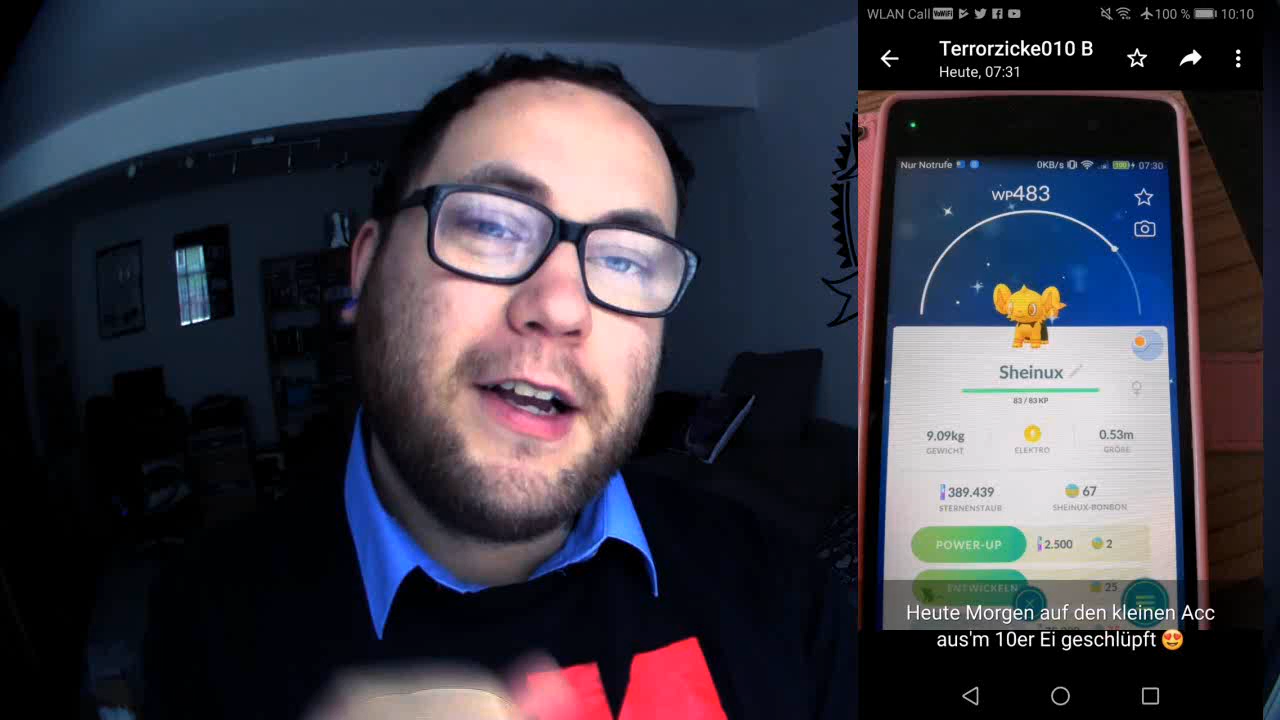 WLAN Call VoWiFi 100 % 10:10
Terrorzicke010 B
Heute, 07:31
Nur Notrufe 0KB/s 07:30
WP483
Sheinux
83 / 83 KP
9.09kg
GEWICHT
ELEKTRO
0.53m
GRÖßE
389.439
STERNENSTAUB
67
SHEINUX-BONBON
POWER-UP 2.500 2
ENTWICKELN 25
Heute Morgen auf den kleinen Acc
aus'm 10er Ei geschlüpft